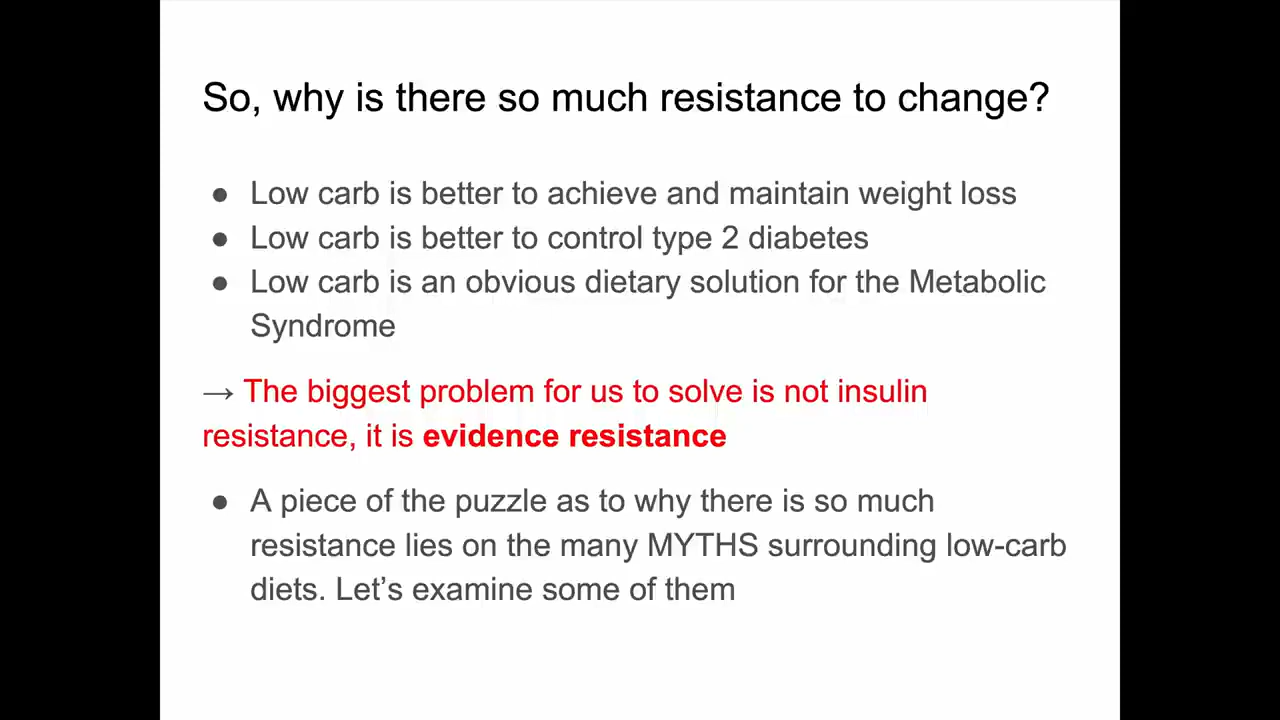 So, why is there so much resistance to change?
● Low carb is better to achieve and maintain weight loss
● Low carb is better to control type 2 diabetes
● Low carb is an obvious dietary solution for the Metabolic
Syndrome
→ The biggest problem for us to solve is not insulin
resistance, it is evidence resistance
● A piece of the puzzle as to why there is so much
resistance lies on the many MYTHS surrounding low-carb
diets. Let’s examine some of them